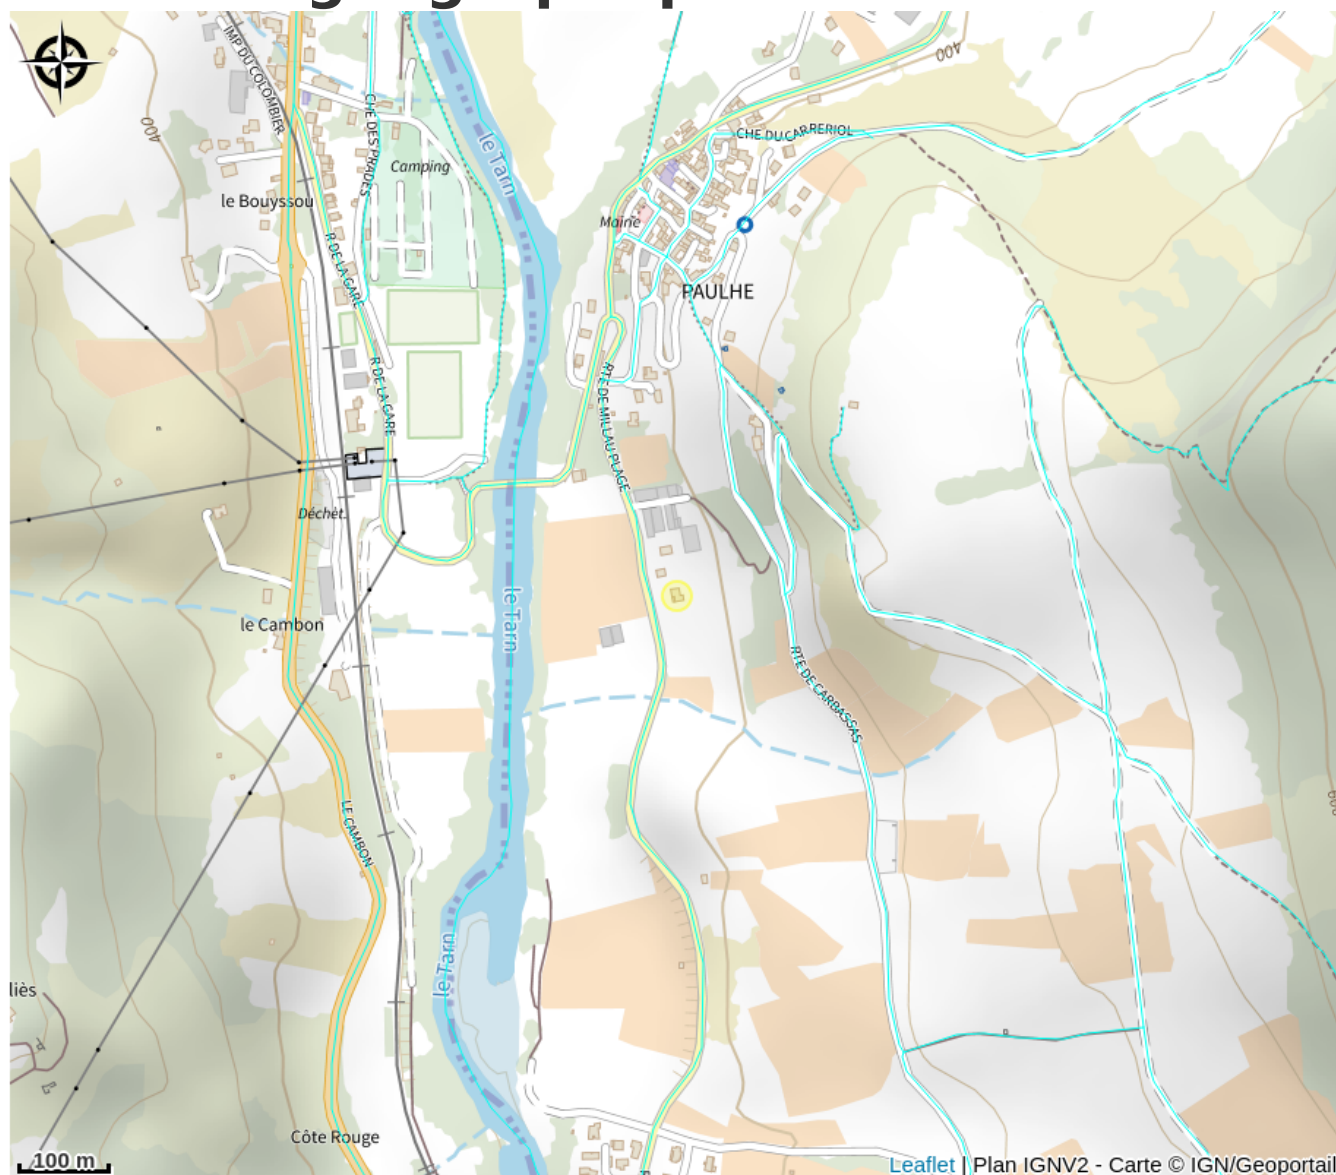 400
IMP DU COLOMBIER
400
CHE DES PRADES
CHE DU CARRERIOL
le Tarn
Camping
le Bouyssou
Mairie
R DE LA GARE
PAULHE
R DE LA GARE
RTE DE MILLAU PLAGE
Déchèt.
le Tarn
le Cambon
RTE DE CARBASSAS
LE CAMBON
600
le Tarn
liès
Côte Rouge
100 m
Leaflet | Plan IGNV2 - Carte © IGN/Geoportail